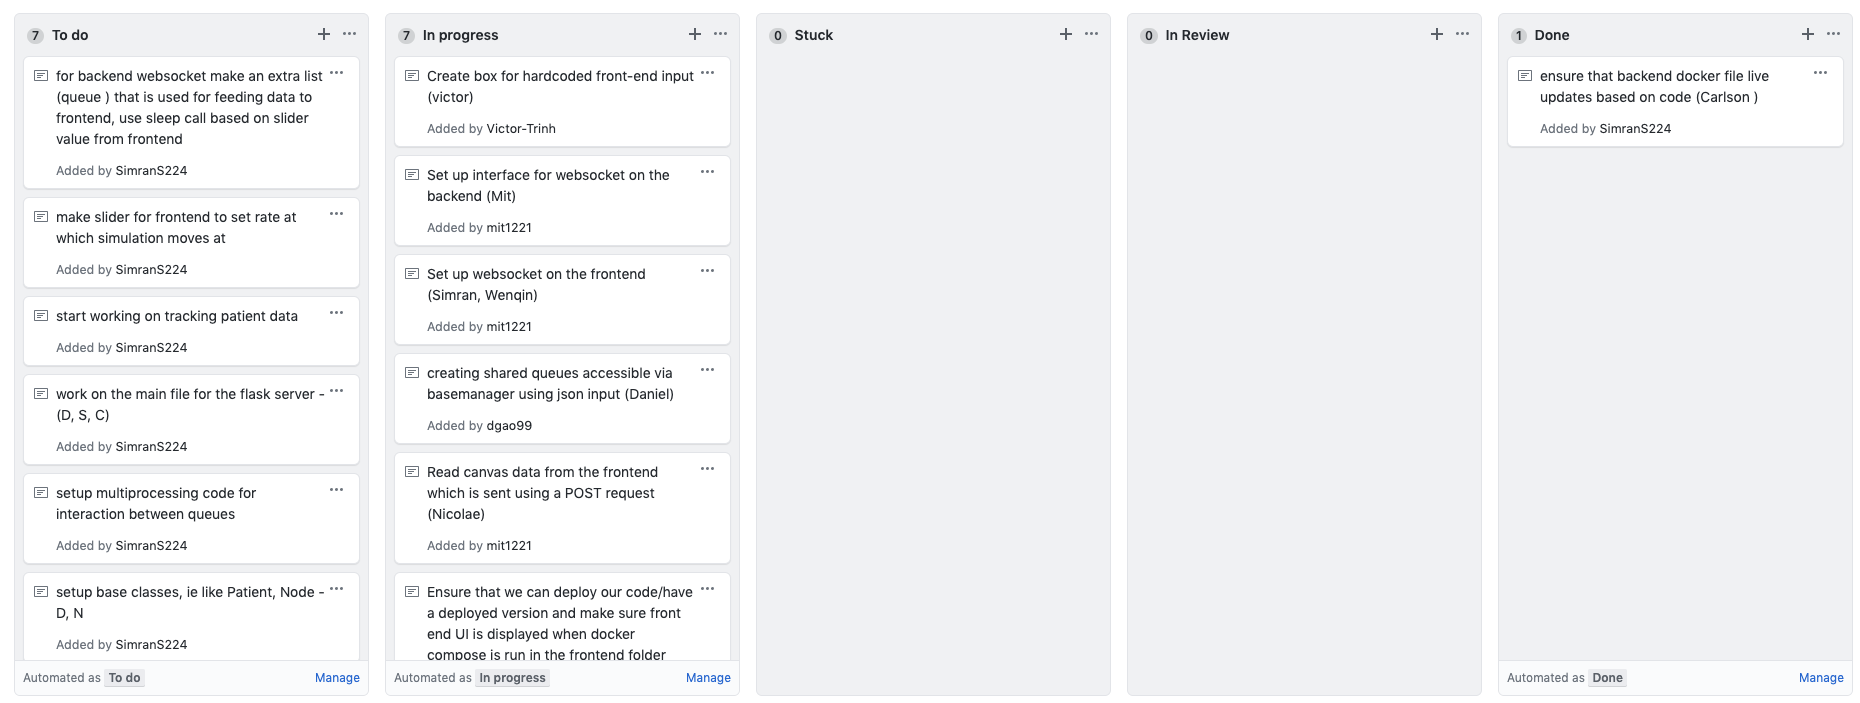 7 To do
for backend websocket make an extra list
(queue ) that is used for feeding data to
frontend, use sleep call based on slider
value from frontend
Added by SimranS224
make slider for frontend to set rate at
which simulation moves at
Added by SimranS224
start working on tracking patient data
Added by SimranS224
work on the main file for the flask server -
(D, S, C)
Added by SimranS224
setup multiprocessing code for
interaction between queues
Added by SimranS224
setup base classes, ie like Patient, Node -
D, N
Added by SimranS224
Automated as To do Manage
7 In progress
Create box for hardcoded front-end input
(victor)
Added by Victor-Trinh
Set up interface for websocket on the
backend (Mit)
Added by mit1221
Set up websocket on the frontend
(Simran, Wenqin)
Added by mit1221
creating shared queues accessible via
basemanager using json input (Daniel)
Added by dgao99
Read canvas data from the frontend
which is sent using a POST request
(Nicolae)
Added by mit1221
Ensure that we can deploy our code/have
a deployed version and make sure front
end UI is displayed when docker
compose is run in the frontend folder
Automated as In progress Manage
0 Stuck
0 In Review
1 Done
ensure that backend docker file live
updates based on code (Carlson )
Added by SimranS224
Automated as Done Manage